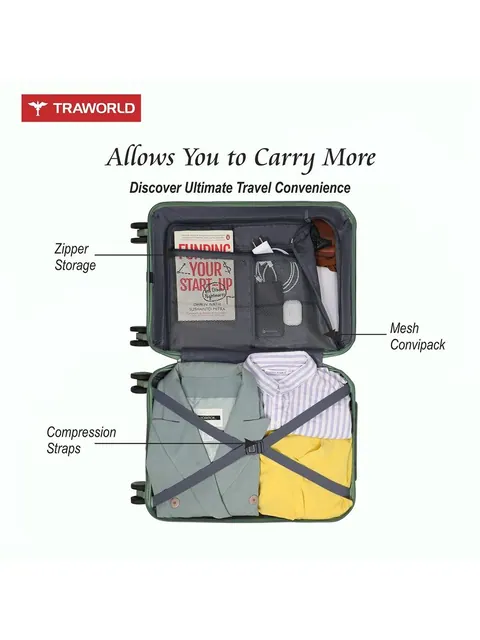 TRAWORLD
Allows You to Carry More
Discover Ultimate Travel Convenience
Zipper
Storage
FUNDING
YOUR
START-UP
Mesh
Convipack
Compression
Straps